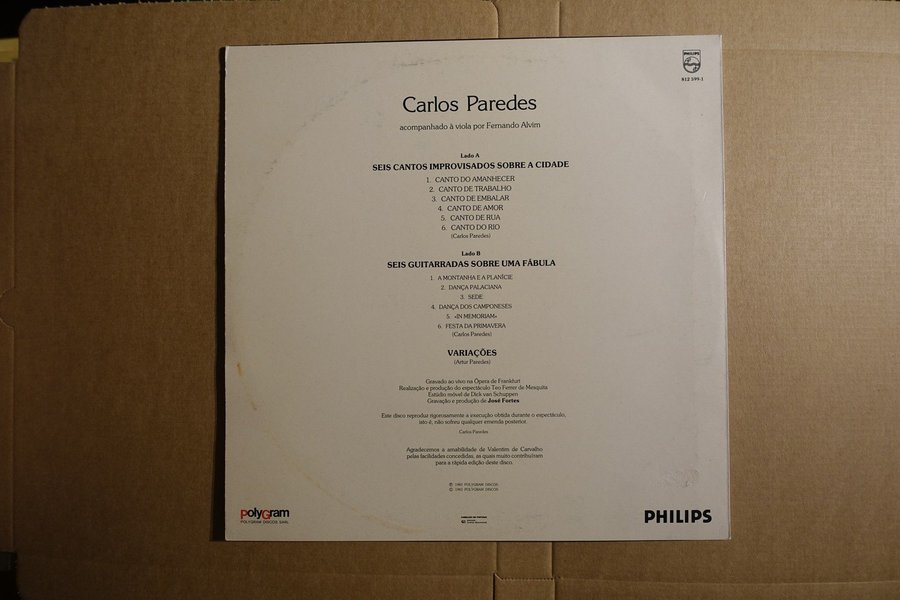 PHILIPS
812 599-1
Carlos Paredes
acompanhado à viola por Fernando Alvim
Lado A
SEIS CANTOS IMPROVISADOS SOBRE A CIDADE
1. CANTO DO AMANHECER
2. CANTO DE TRABALHO
3. CANTO DE EMBALAR
4. CANTO DE AMOR
5. CANTO DE RUA
6. CANTO DO RIO
(Carlos Paredes)
Lado B
SEIS GUITARRADAS SOBRE UMA FÁBULA
1. A MONTANHA E A PLANÍCIE
2. DANÇA PALACIANA
3. SEDE
4. DANÇA DOS CAMPONESES
5. «IN MEMORIAM»
6. FESTA DA PRIMAVERA
(Carlos Paredes)
VARIAÇÕES
(Artur Paredes)
Gravado ao vivo na Ópera de Frankfurt
Realização e produção do espectáculo Teo Ferrer de Mesquita
Estúdio móvel de Dirk van Schuppen
Gravação e produção de José Fortes
Este disco reproduz rigorosamente a execução obtida durante o espectáculo,
isto é, não sofreu qualquer emenda posterior.
Carlos Paredes
Agradecemos a amabilidade de Valentim de Carvalho
pelas facilidades concedidas, as quais muito contribuíram
para a rápida edição deste disco.
℗ POLYGRAM DISCOS
© POLYGRAM DISCOS
polyGram
POLYGRAM DISCOS SARL
PHILIPS